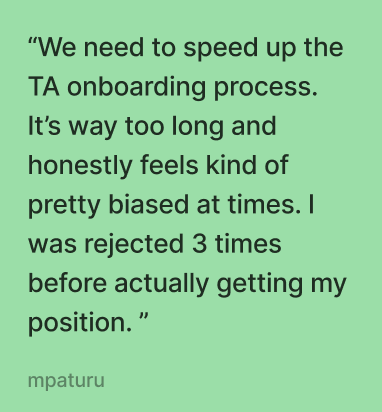 “We need to speed up the
TA onboarding process.
It’s way too long and
honestly feels kind of
pretty biased at times. I
was rejected 3 times
before actually getting my
position. ”
mpaturu